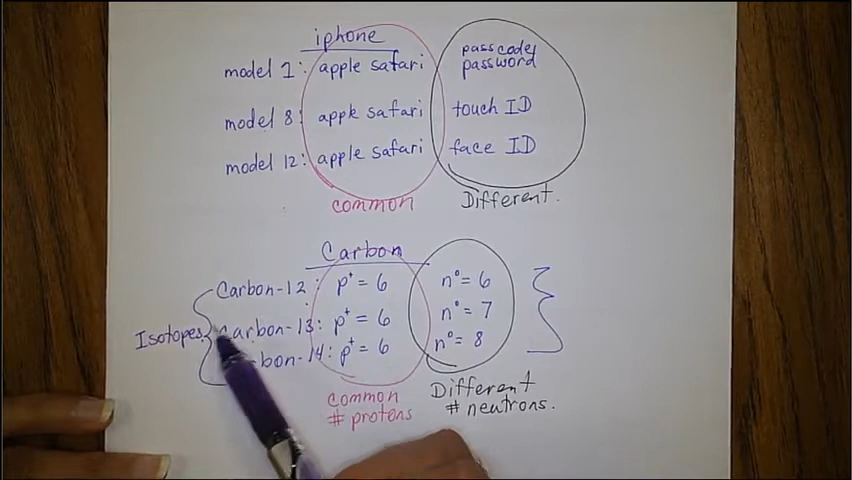 iphone
model 1: apple safari passcode/
password
model 8: apple safari touch ID
model 12: apple safari face ID
common Different.
Carbon
Carbon-12: p⁺ = 6 n° = 6
Isotopes Carbon-13: p⁺ = 6 n° = 7
bon-14: p⁺ = 6 n° = 8
Common Different
# protons # neutrons.